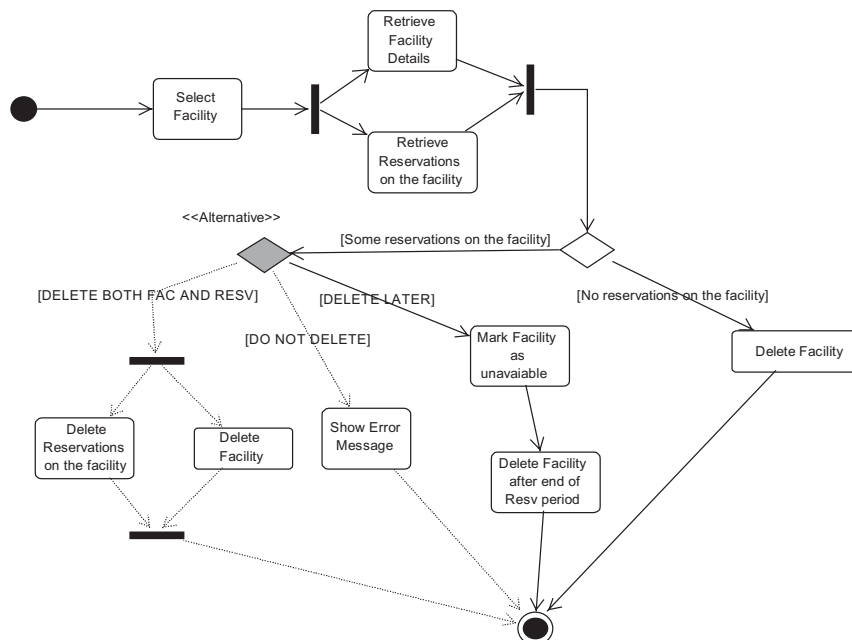 Retrieve
Facility
Details
Select
Facility
Retrieve
Reservations
on the facility
<<Alternative>>
[Some reservations on the facility]
[DELETE BOTH FAC AND RESV]
[DELETE LATER]
[No reservations on the facility]
[DO NOT DELETE]
Mark Facility
as
unavaiable
Delete Facility
Delete
Reservations
on the facility
Delete
Facility
Show Error
Message
Delete Facility
after end of
Resv period